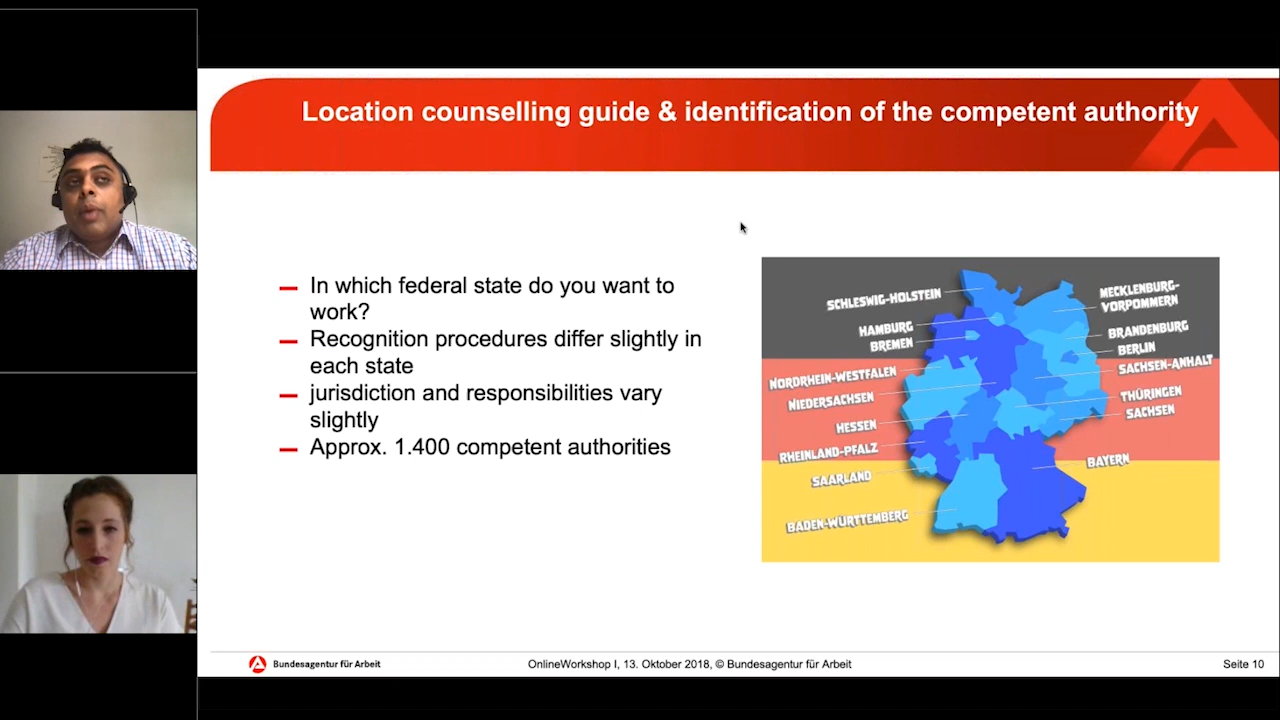 Location counselling guide & identification of the competent authority
In which federal state do you want to
work?
Recognition procedures differ slightly in
each state
jurisdiction and responsibilities vary
slightly
Approx. 1.400 competent authorities
SCHLESWIG-HOLSTEIN
HAMBURG
BREMEN
NORDRHEIN-WESTFALEN
NIEDERSACHSEN
HESSEN
RHEINLAND-PFALZ
SAARLAND
BADEN-WÜRTTEMBERG
MECKLENBURG-
VORPOMMERN
BRANDENBURG
BERLIN
SACHSEN-ANHALT
THÜRINGEN
SACHSEN
BAYERN
Bundesagentur für Arbeit
OnlineWorkshop I, 13. Oktober 2018, © Bundesagentur für Arbeit
Seite 10